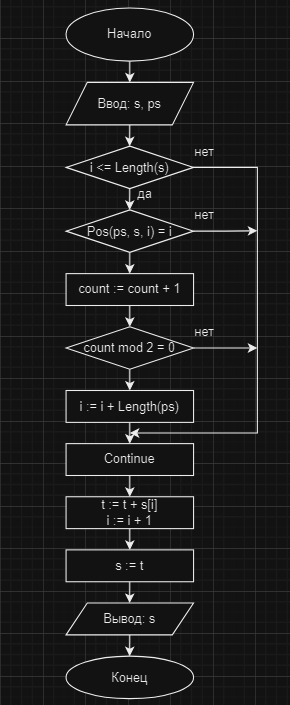 Начало
Ввод: s, ps
i <= Length(s)
нет
да
Pos(ps, s, i) = i
нет
count := count + 1
count mod 2 = 0
нет
i := i + Length(ps)
Continue
t := t + s[i]
i := i + 1
s := t
Вывод: s
Конец